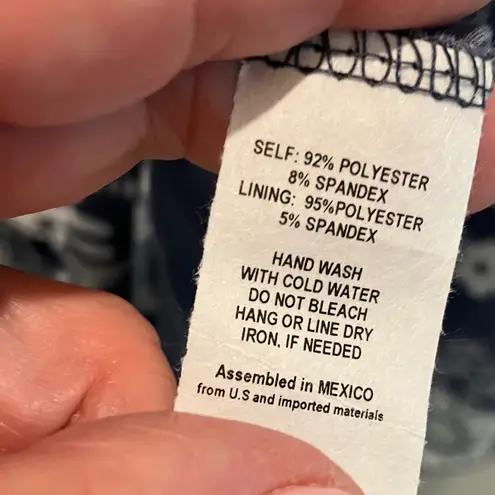 SELF: 92% POLYESTER
8% SPANDEX
LINING: 95%POLYESTER
5% SPANDEX
HAND WASH
WITH COLD WATER
DO NOT BLEACH
HANG OR LINE DRY
IRON, IF NEEDED
Assembled in MEXICO
from U.S and imported materials